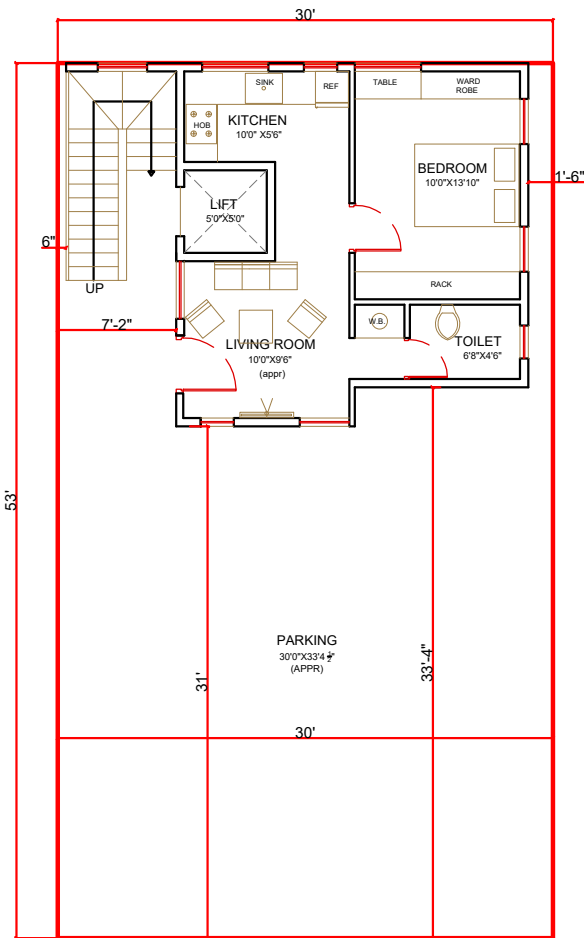 30'
SINK
REF
TABLE
WARD
ROBE
HOB
KITCHEN
10'0" X5'6"
BEDROOM
10'0"X13'10"
1'-6"
LIFT
5'0"X5'0"
6"
UP
RACK
7'-2"
W.B.
LIVING ROOM
10'0"X9'6"
(appr)
TOILET
6'8"X4'6"
53'
PARKING
30'0"X33'4 1/2"
(APPR)
31'
33'-4"
30'